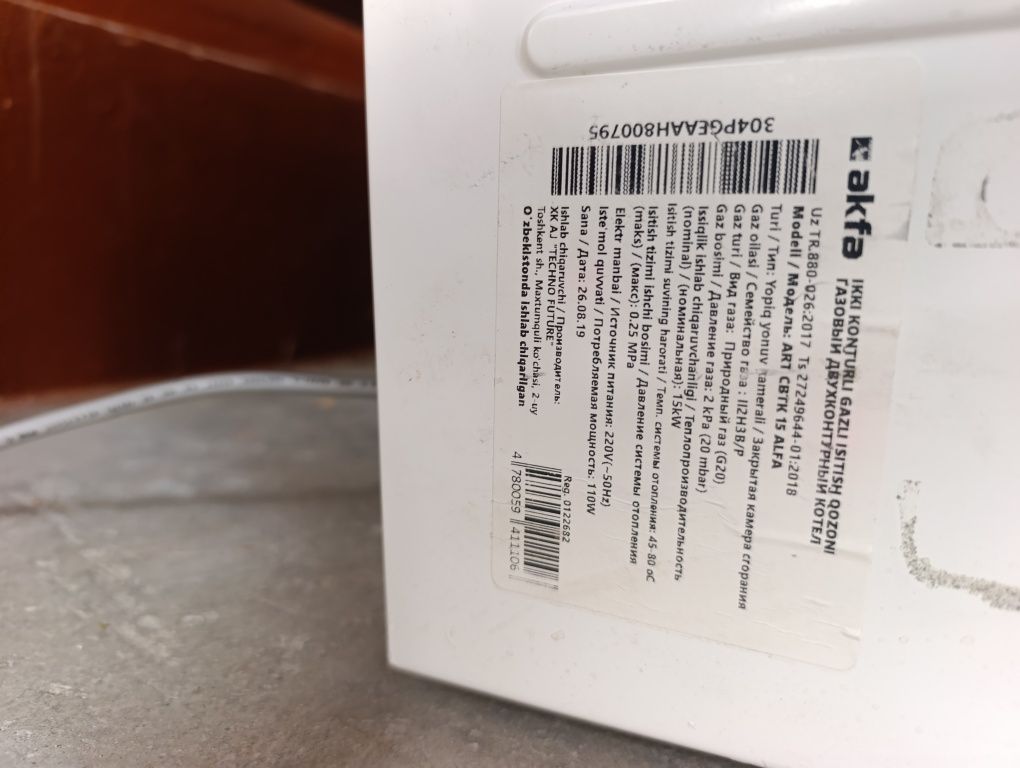 akfa
IKKI KONTURLI GAZLI ISITISH QOZONI
ГАЗОВЫЙ ДВУХКОНТУРНЫЙ КОТЕЛ
304PGEAAH800795
Uz TR.880-026:2017 Ts 27249644-01:2018
Modeli / Модель: ART СВТК 15 ALFA
Turi / Тип: Yopiq yonuv kamerali / Закрытая камера сгорания
Gaz oilasi / Семейство газа : II2H3B/P
Gaz turi / Вид газа: Природный газ (G20)
Gaz bosimi / Давление газа: 2 kPa (20 mbar)
Issiqlik ishlab chiqaruvchanligi / Теплопроизводительность
(nominal) / (номинальная): 15kW
Isitish tizimi suvining harorati / Темп. системы отопления: 45-80 oC
Isitish tizimi ishchi bosimi / Давление системы отопления
(maks) / (макс): 0.25 MPa
Elektr manbai / Источник питания: 220V(~50Hz)
Iste'mol quvvati / Потребляемая мощность: 110W
Sana / Дата: 26.08.19
Ishlab chiqaruvchi / Производитель:
XK AJ "TECHNO FUTURE"
Toshkent sh., Maxtumquli ko'chasi, 2-uy
O'zbekistonda ishlab chiqarilgan
Reg. 0122682
4 780059 411106